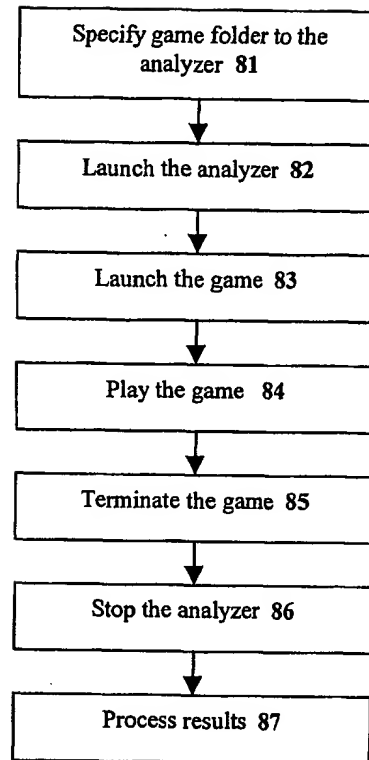 Specify game folder to the
analyzer 81
Launch the analyzer 82
Launch the game 83
Play the game 84
Terminate the game 85
Stop the analyzer 86
Process results 87